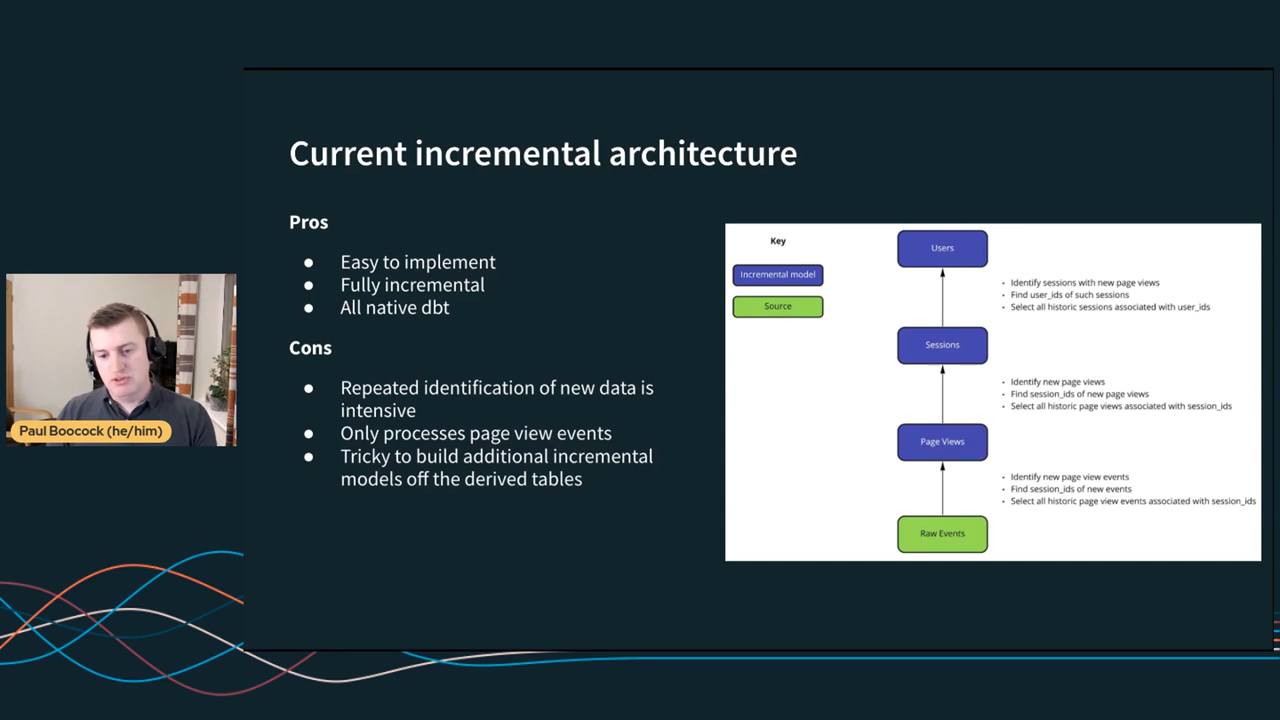 Current incremental architecture
Pros
● Easy to implement
● Fully incremental
● All native dbt
Cons
● Repeated identification of new data is
intensive
● Only processes page view events
● Tricky to build additional incremental
models off the derived tables
Key
Incremental model
Source
Users
• Identify sessions with new page views
• Find user_ids of such sessions
• Select all historic sessions associated with user_ids
Sessions
• Identify new page views
• Find session_ids of new page views
• Select all historic page views associated with session_ids
Page Views
• Identify new page view events
• Find session_ids of new events
• Select all historic page view events associated with session_ids
Raw Events
Paul Boocock (he/him)